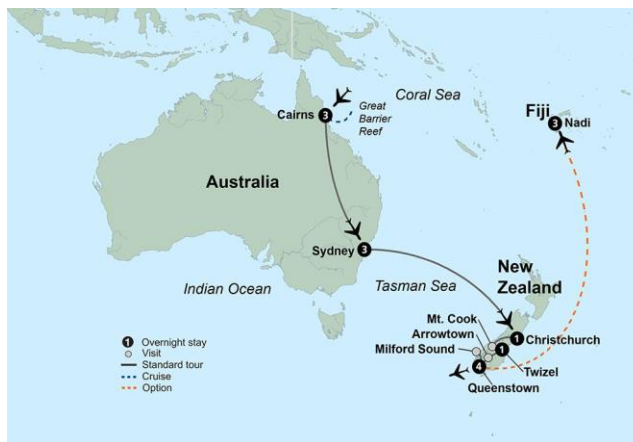 Coral Sea
Great
Barrier
Reef
Cairns
3
Fiji
3
Nadi
Australia
Sydney
3
Indian Ocean
Tasman Sea
New
Zealand
Mt. Cook
Arrowtown
Milford Sound
1
Christchurch
1
Twizel
4
Queenstown
1 Overnight stay
Visit
Standard tour
Cruise
Option